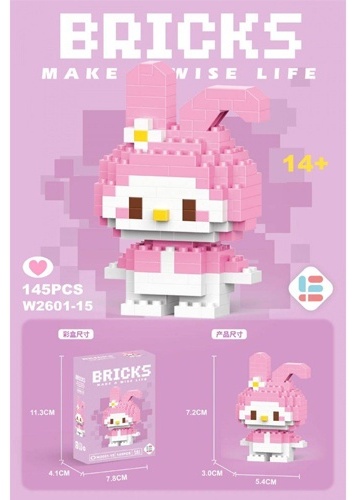 BRICKS
MAKE A WISE LIFE
14+
145PCS
W2601-15
彩盒尺寸
产品尺寸
11.3CM
BRICKS
MAKE A WISE LIFE
4.1CM
7.8CM
7.2CM
3.0CM
5.4CM